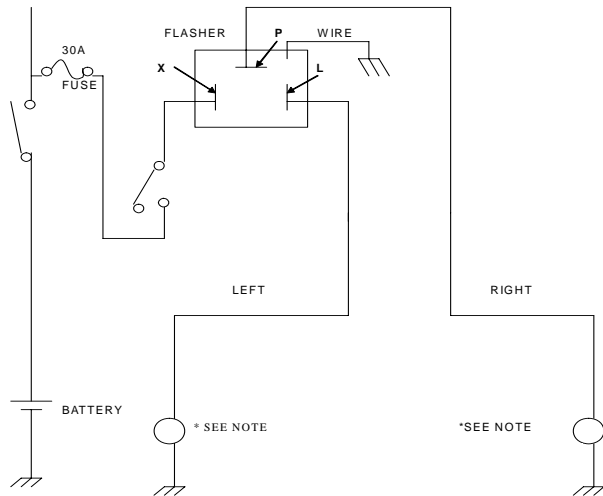 FLASHER P WIRE
30A
FUSE
X
L
LEFT
RIGHT
BATTERY
* SEE NOTE
*SEE NOTE